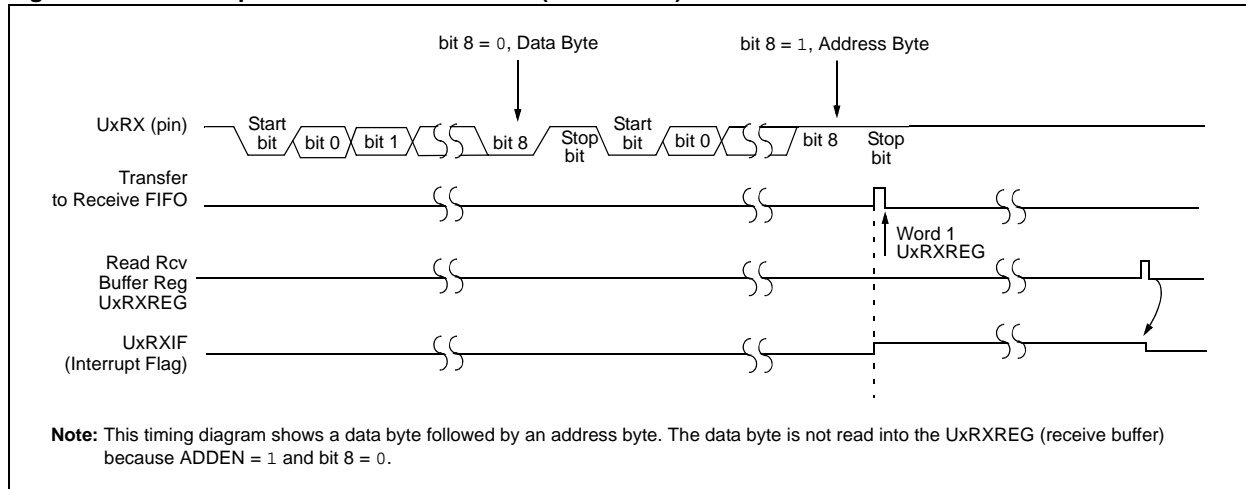 bit 8 = 0, Data Byte
bit 8 = 1, Address Byte
UxRX (pin)
Start
bit
bit 0
bit 1
bit 8
Stop
bit
Start
bit
bit 0
bit 8
Stop
bit
Transfer
to Receive FIFO
Word 1
UxRXREG
Read Rcv
Buffer Reg
UxRXREG
UxRXIF
(Interrupt Flag)
Note: This timing diagram shows a data byte followed by an address byte. The data byte is not read into the UxRXREG (receive buffer)
because ADDEN = 1 and bit 8 = 0.